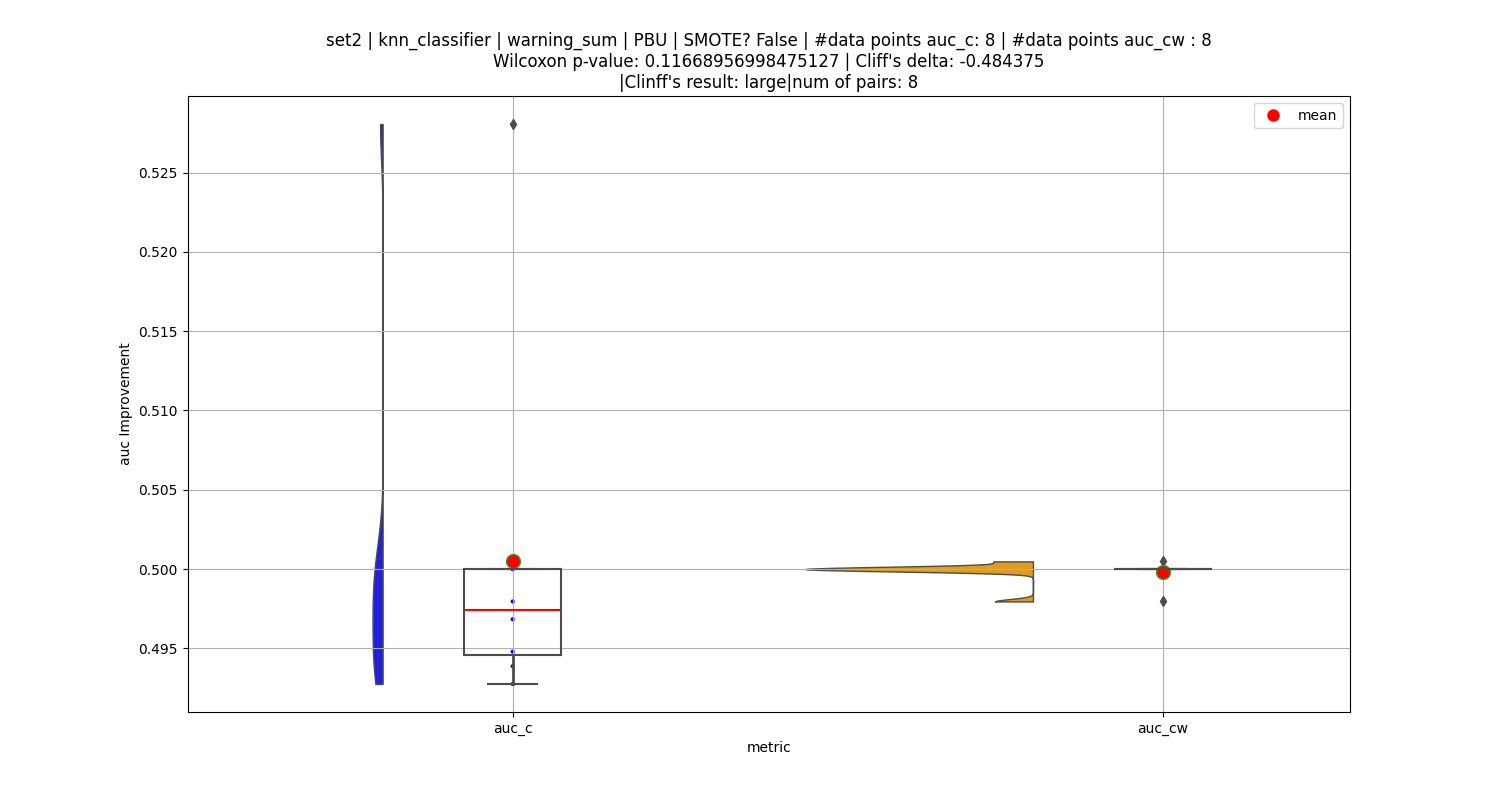 set2 | knn_classifier | warning_sum | PBU | SMOTE? False | #data points auc_c: 8 | #data points auc_cw : 8
Wilcoxon p-value: 0.11668956998475127 | Cliff's delta: -0.484375
|Clinff's result: large|num of pairs: 8
mean
0.525
0.520
0.515
0.510
0.505
0.500
0.495
auc Improvement
auc_c
auc_cw
metric